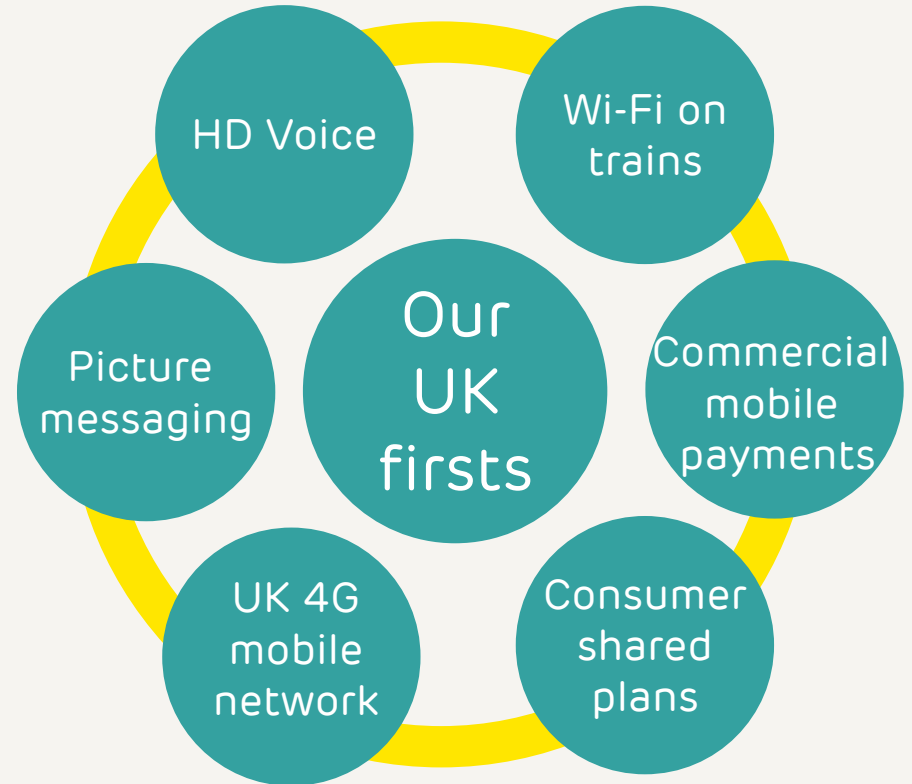 HD Voice
Wi-Fi on
trains
Picture
messaging
Our
UK
firsts
Commercial
mobile
payments
UK 4G
mobile
network
Consumer
shared
plans